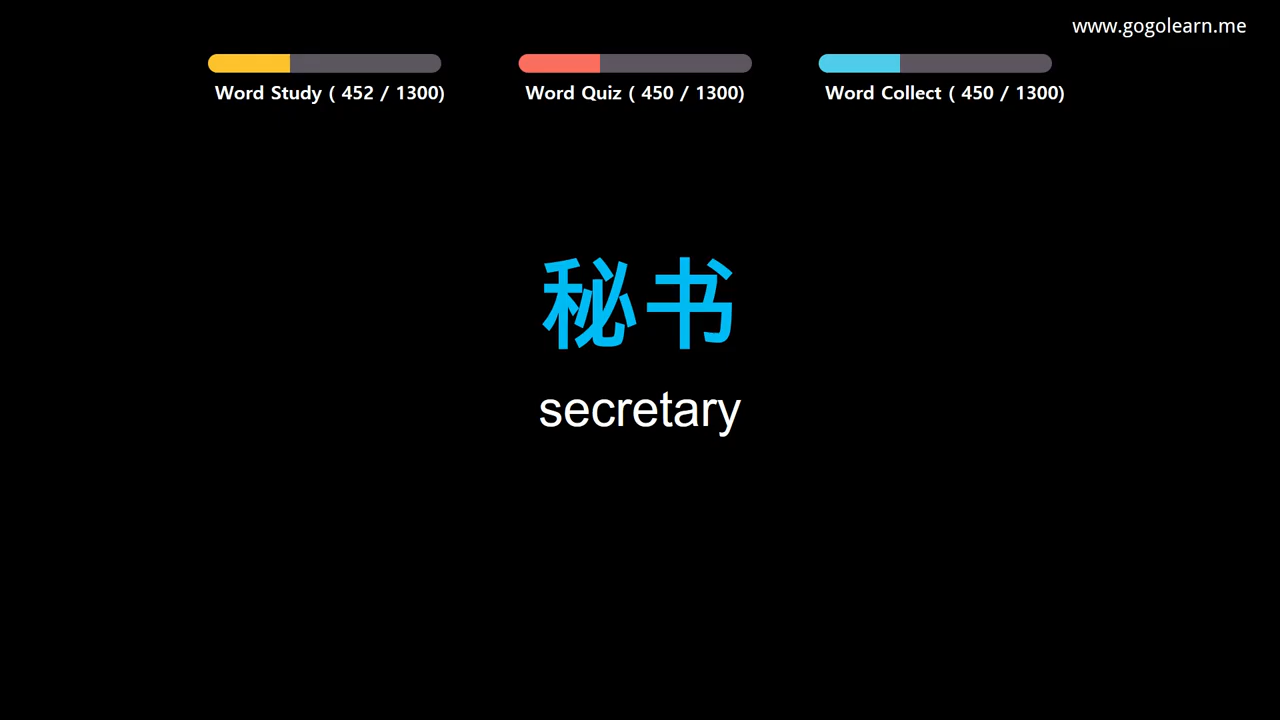 www.gogolearn.me
Word Study ( 452 / 1300)
Word Quiz ( 450 / 1300)
Word Collect ( 450 / 1300)
秘书
secretary